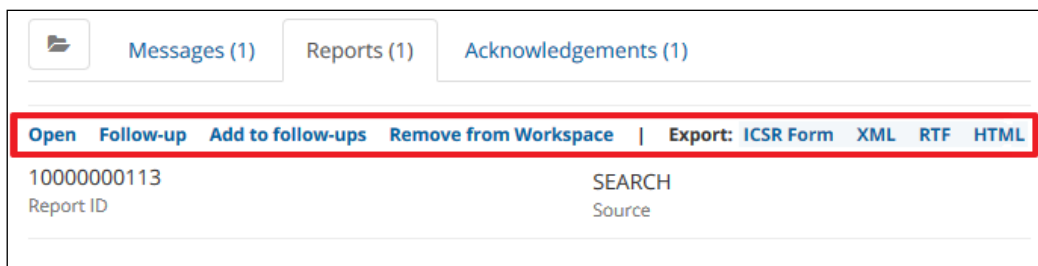 Messages (1) Reports (1) Acknowledgements (1)
Open Follow-up Add to follow-ups Remove from Workspace | Export: ICSR Form XML RTF HTML
10000000113 SEARCH
Report ID Source